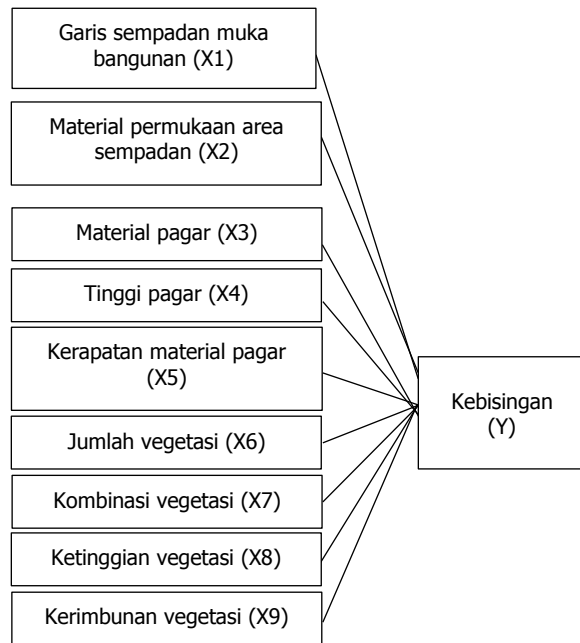 Garis sempadan muka
bangunan (X1)
Material permukaan area
sempadan (X2)
Material pagar (X3)
Tinggi pagar (X4)
Kerapatan material pagar
(X5)
Jumlah vegetasi (X6)
Kombinasi vegetasi (X7)
Ketinggian vegetasi (X8)
Kerimbunan vegetasi (X9)
Kebisingan
(Y)